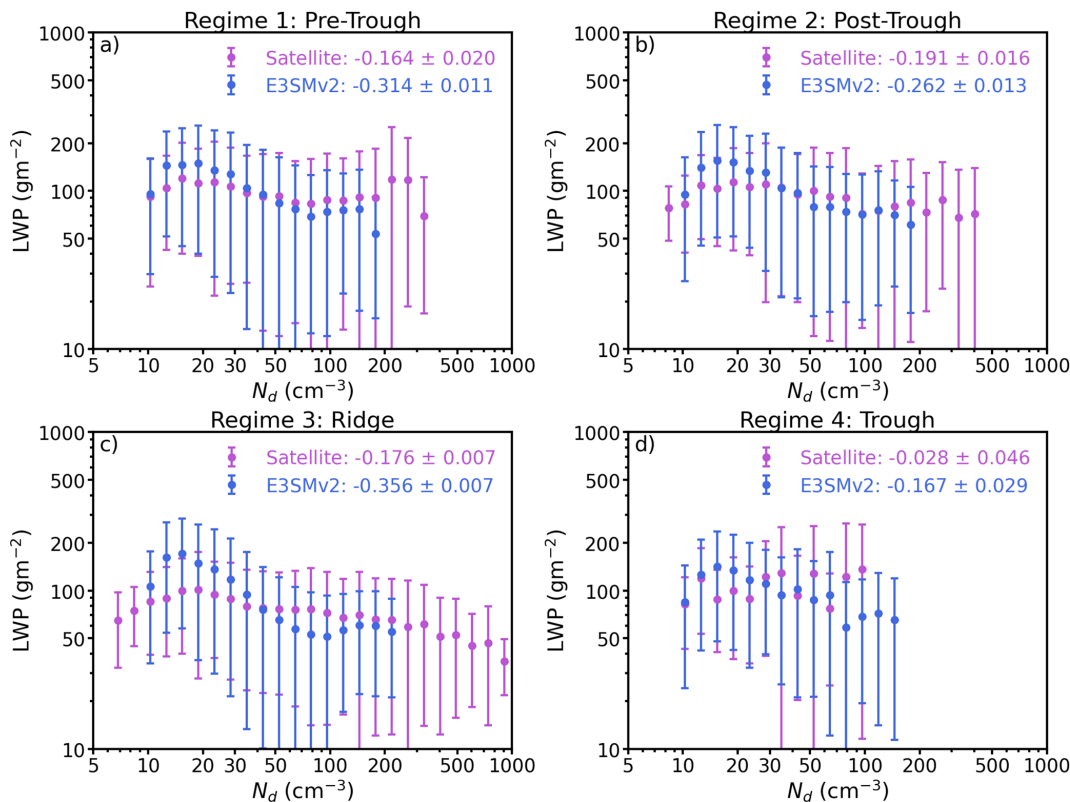 Regime 1: Pre-Trough
a)
Satellite: -0.164 ± 0.020
E3SMv2: -0.314 ± 0.011
1000
500
200
100
50
10
LWP (gm⁻²)
5 10 20 30 50 100 200 500 1000
N_d (cm⁻³)
Regime 2: Post-Trough
b)
Satellite: -0.191 ± 0.016
E3SMv2: -0.262 ± 0.013
1000
500
200
100
50
10
LWP (gm⁻²)
5 10 20 30 50 100 200 500 1000
N_d (cm⁻³)
Regime 3: Ridge
c)
Satellite: -0.176 ± 0.007
E3SMv2: -0.356 ± 0.007
1000
500
200
100
50
10
LWP (gm⁻²)
5 10 20 30 50 100 200 500 1000
N_d (cm⁻³)
Regime 4: Trough
d)
Satellite: -0.028 ± 0.046
E3SMv2: -0.167 ± 0.029
1000
500
200
100
50
10
LWP (gm⁻²)
5 10 20 30 50 100 200 500 1000
N_d (cm⁻³)